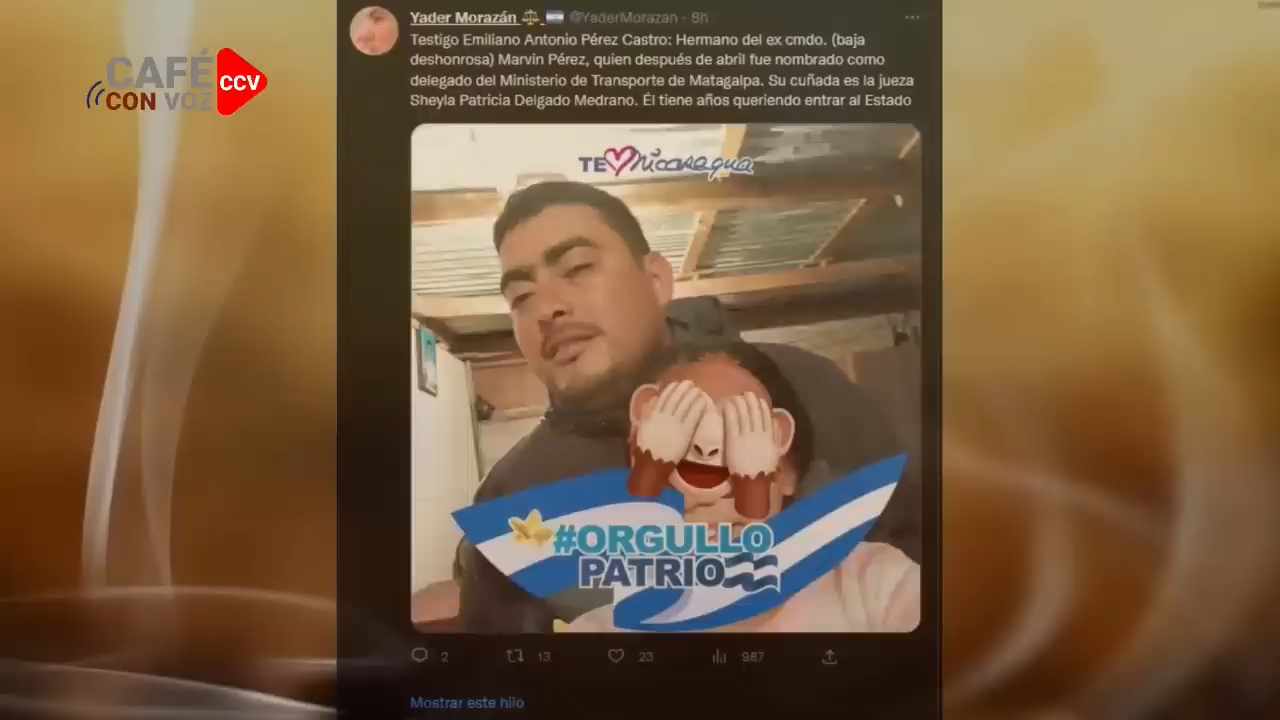 CAFÉ
CON VOZ
CCV
Yader Morazán @YaderMorazan · 8h
Testigo Emiliano Antonio Pérez Castro: Hermano del ex cmdo. (baja
deshonrosa) Marvin Pérez, quien después de abril fue nombrado como
delegado del Ministerio de Transporte de Matagalpa. Su cuñada es la jueza
Sheyla Patricia Delgado Medrano. Él tiene años queriendo entrar al Estado
TE Nicaragua
#ORGULLO
PATRIO
2 13 23 987
Mostrar este hilo